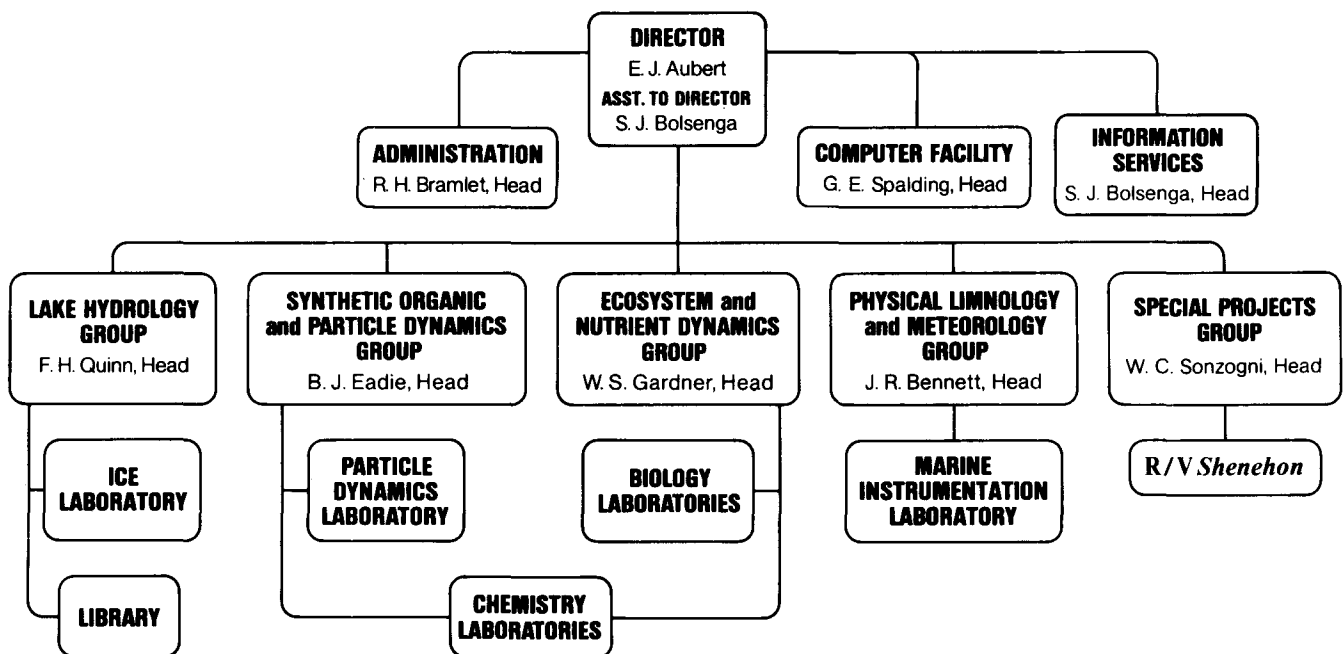 DIRECTOR
E. J. Aubert
ASST. TO DIRECTOR
S. J. Bolsenga
ADMINISTRATION
R. H. Bramlet, Head
COMPUTER FACILITY
G. E. Spalding, Head
INFORMATION
SERVICES
S. J. Bolsenga, Head
LAKE HYDROLOGY
GROUP
F. H. Quinn, Head
SYNTHETIC ORGANIC
and PARTICLE DYNAMICS
GROUP
B. J. Eadie, Head
ECOSYSTEM and
NUTRIENT DYNAMICS
GROUP
W. S. Gardner, Head
PHYSICAL LIMNOLOGY
and METEOROLOGY
GROUP
J. R. Bennett, Head
SPECIAL PROJECTS
GROUP
W. C. Sonzogni, Head
ICE
LABORATORY
PARTICLE
DYNAMICS
LABORATORY
BIOLOGY
LABORATORIES
MARINE
INSTRUMENTATION
LABORATORY
R/V Shenehon
LIBRARY
CHEMISTRY
LABORATORIES